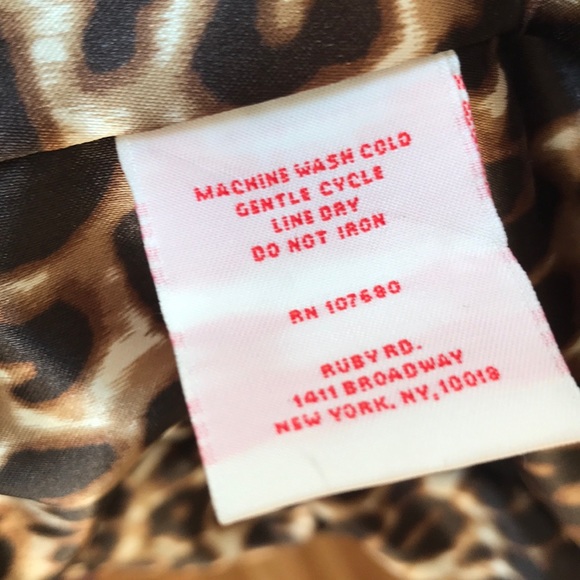 MACHINE WASH COLD
GENTLE CYCLE
LINE DRY
DO NOT IRON
RN 107680
RUBY RD.
1411 BROADWAY
NEW YORK, NY, 10018